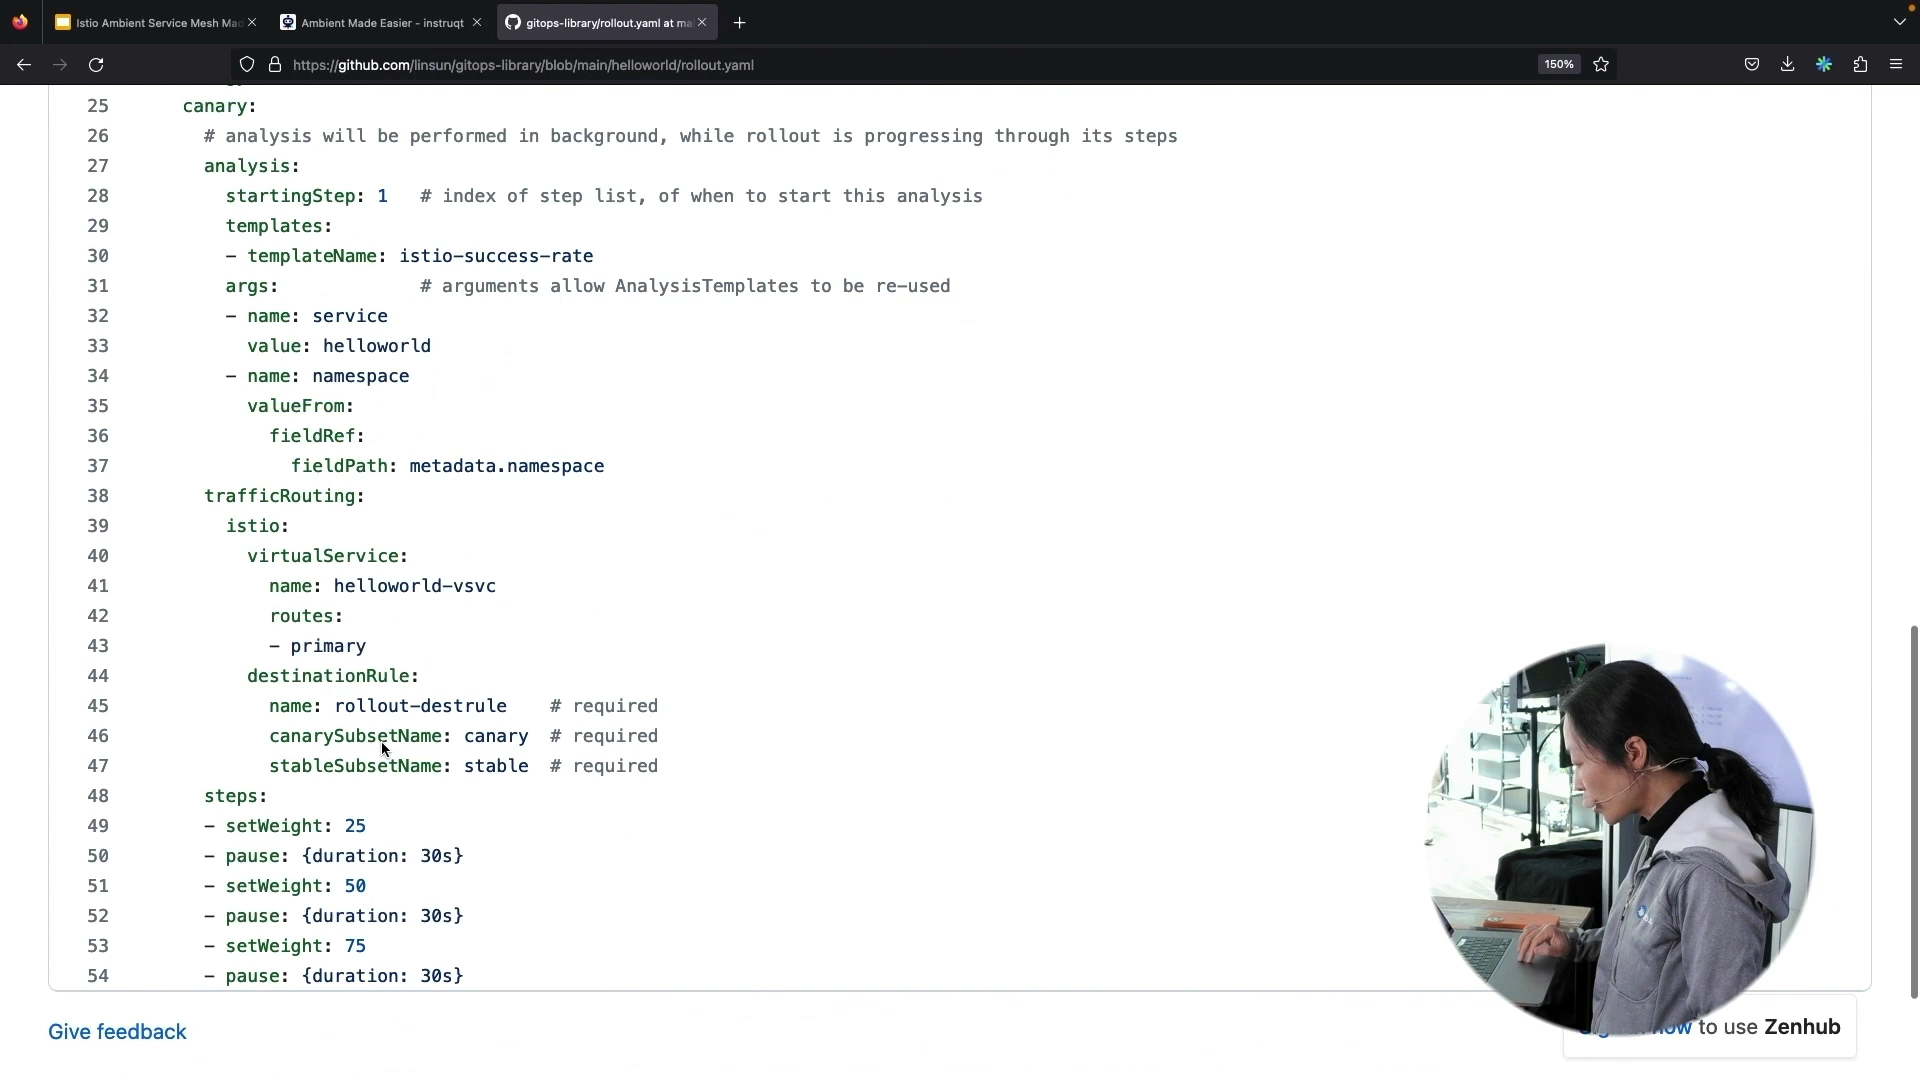 Istio Ambient Service Mesh Mad
Ambient Made Easier - instruqt
gitops-library/rollout.yaml at ma
https://github.com/linsun/gitops-library/blob/main/helloworld/rollout.yaml
150%
25 canary:
26 # analysis will be performed in background, while rollout is progressing through its steps
27 analysis:
28 startingStep: 1 # index of step list, of when to start this analysis
29 templates:
30 - templateName: istio-success-rate
31 args: # arguments allow AnalysisTemplates to be re-used
32 - name: service
33 value: helloworld
34 - name: namespace
35 valueFrom:
36 fieldRef:
37 fieldPath: metadata.namespace
38 trafficRouting:
39 istio:
40 virtualService:
41 name: helloworld-vsvc
42 routes:
43 - primary
44 destinationRule:
45 name: rollout-destrule # required
46 canarySubsetName: canary # required
47 stableSubsetName: stable # required
48 steps:
49 - setWeight: 25
50 - pause: {duration: 30s}
51 - setWeight: 50
52 - pause: {duration: 30s}
53 - setWeight: 75
54 - pause: {duration: 30s}
Give feedback
to use Zenhub